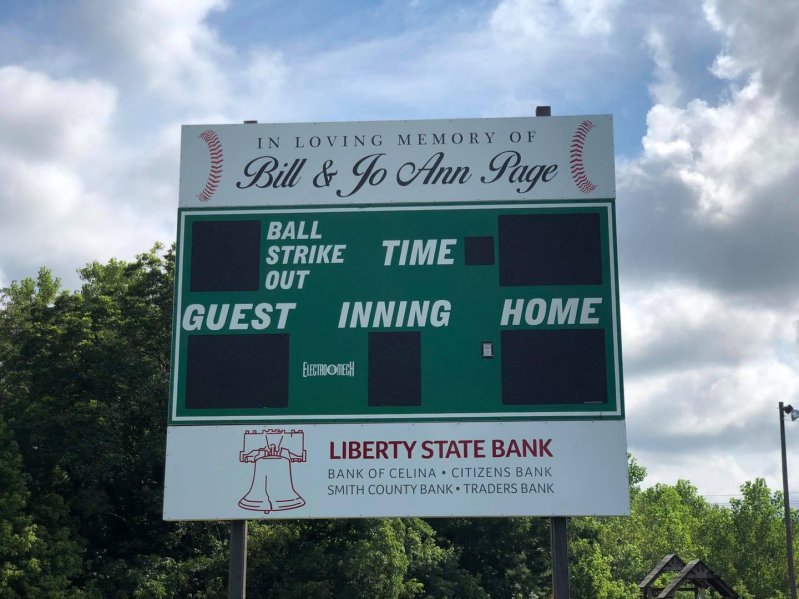 IN LOVING MEMORY OF
Bill & Jo Ann Page
BALL
STRIKE
OUT
TIME
GUEST
INNING
HOME
ELECTRO-MECH
LIBERTY STATE BANK
BANK OF CELINA • CITIZENS BANK
SMITH COUNTY BANK • TRADERS BANK